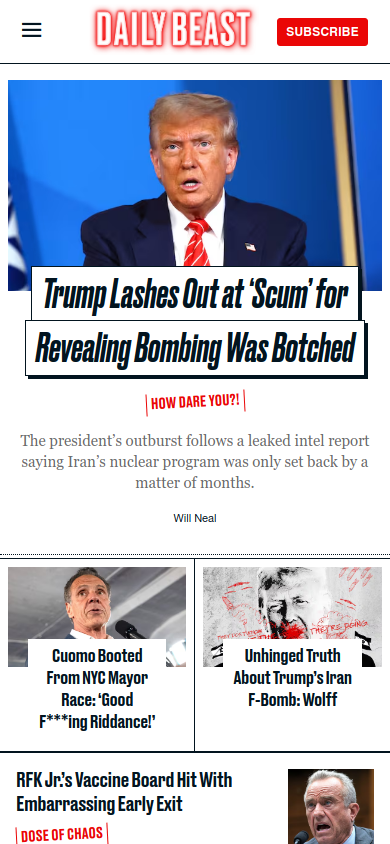 DAILY BEAST
SUBSCRIBE
Trump Lashes Out at ‘Scum’ for
Revealing Bombing Was Botched
HOW DARE YOU?!
The president’s outburst follows a leaked intel report
saying Iran’s nuclear program was only set back by a
matter of months.
Will Neal
THEY'RE DOING
Cuomo Booted
From NYC Mayor
Race: ‘Good
F***ing Riddance!’
Unhinged Truth
About Trump’s Iran
F-Bomb: Wolff
RFK Jr.’s Vaccine Board Hit With
Embarrassing Early Exit
DOSE OF CHAOS